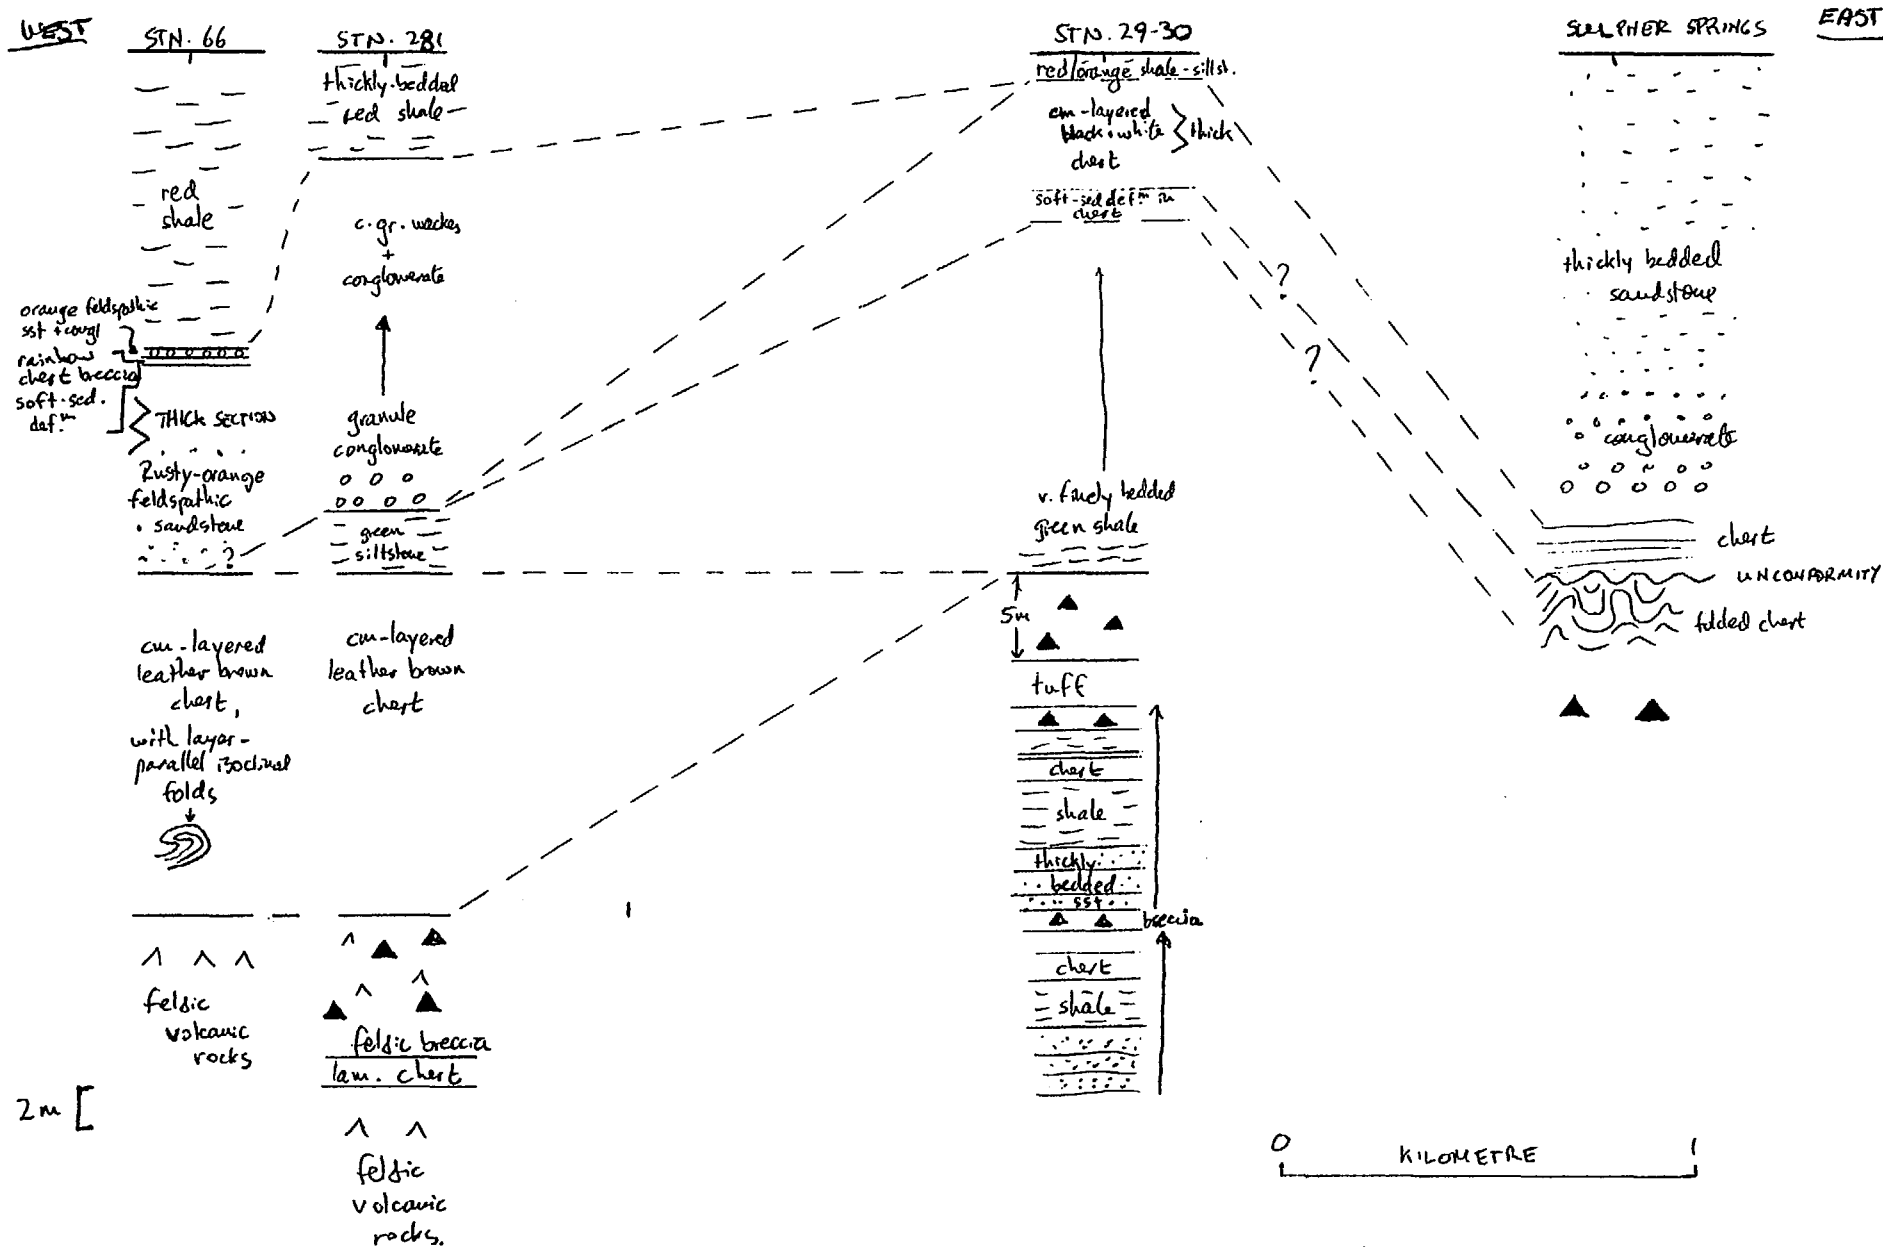 WEST
EAST
STN. 66
red
shale
orange feldspathic
sst + congl
rainbow
chert breccia
soft-sed.
def.ⁿ
THICK SECTION
Rusty-orange
feldspathic
sandstone
?
cm-layered
leather brown
chert,
with layer-
parallel isoclinal
folds
felsic
volcanic
rocks
2m
STN. 281
thickly-bedded
red shale
c.gr. wackes
+
conglomerate
granule
conglomerate
green
siltstone
cm-layered
leather brown
chert
felsic breccia
lam. chert
felsic
volcanic
rocks.
STN. 29-30
red/orange shale-siltst.
cm-layered
black + white
chert
thick
soft-sed def.ⁿ in
chert
v. finely bedded
green shale
5m
tuff
chert
shale
thickly
bedded
sst
breccia
chert
shale
?
?
SULPHER SPRINGS
thickly bedded
sandstone
conglomerate
chert
UNCONFORMITY
folded chert
0 1
KILOMETRE